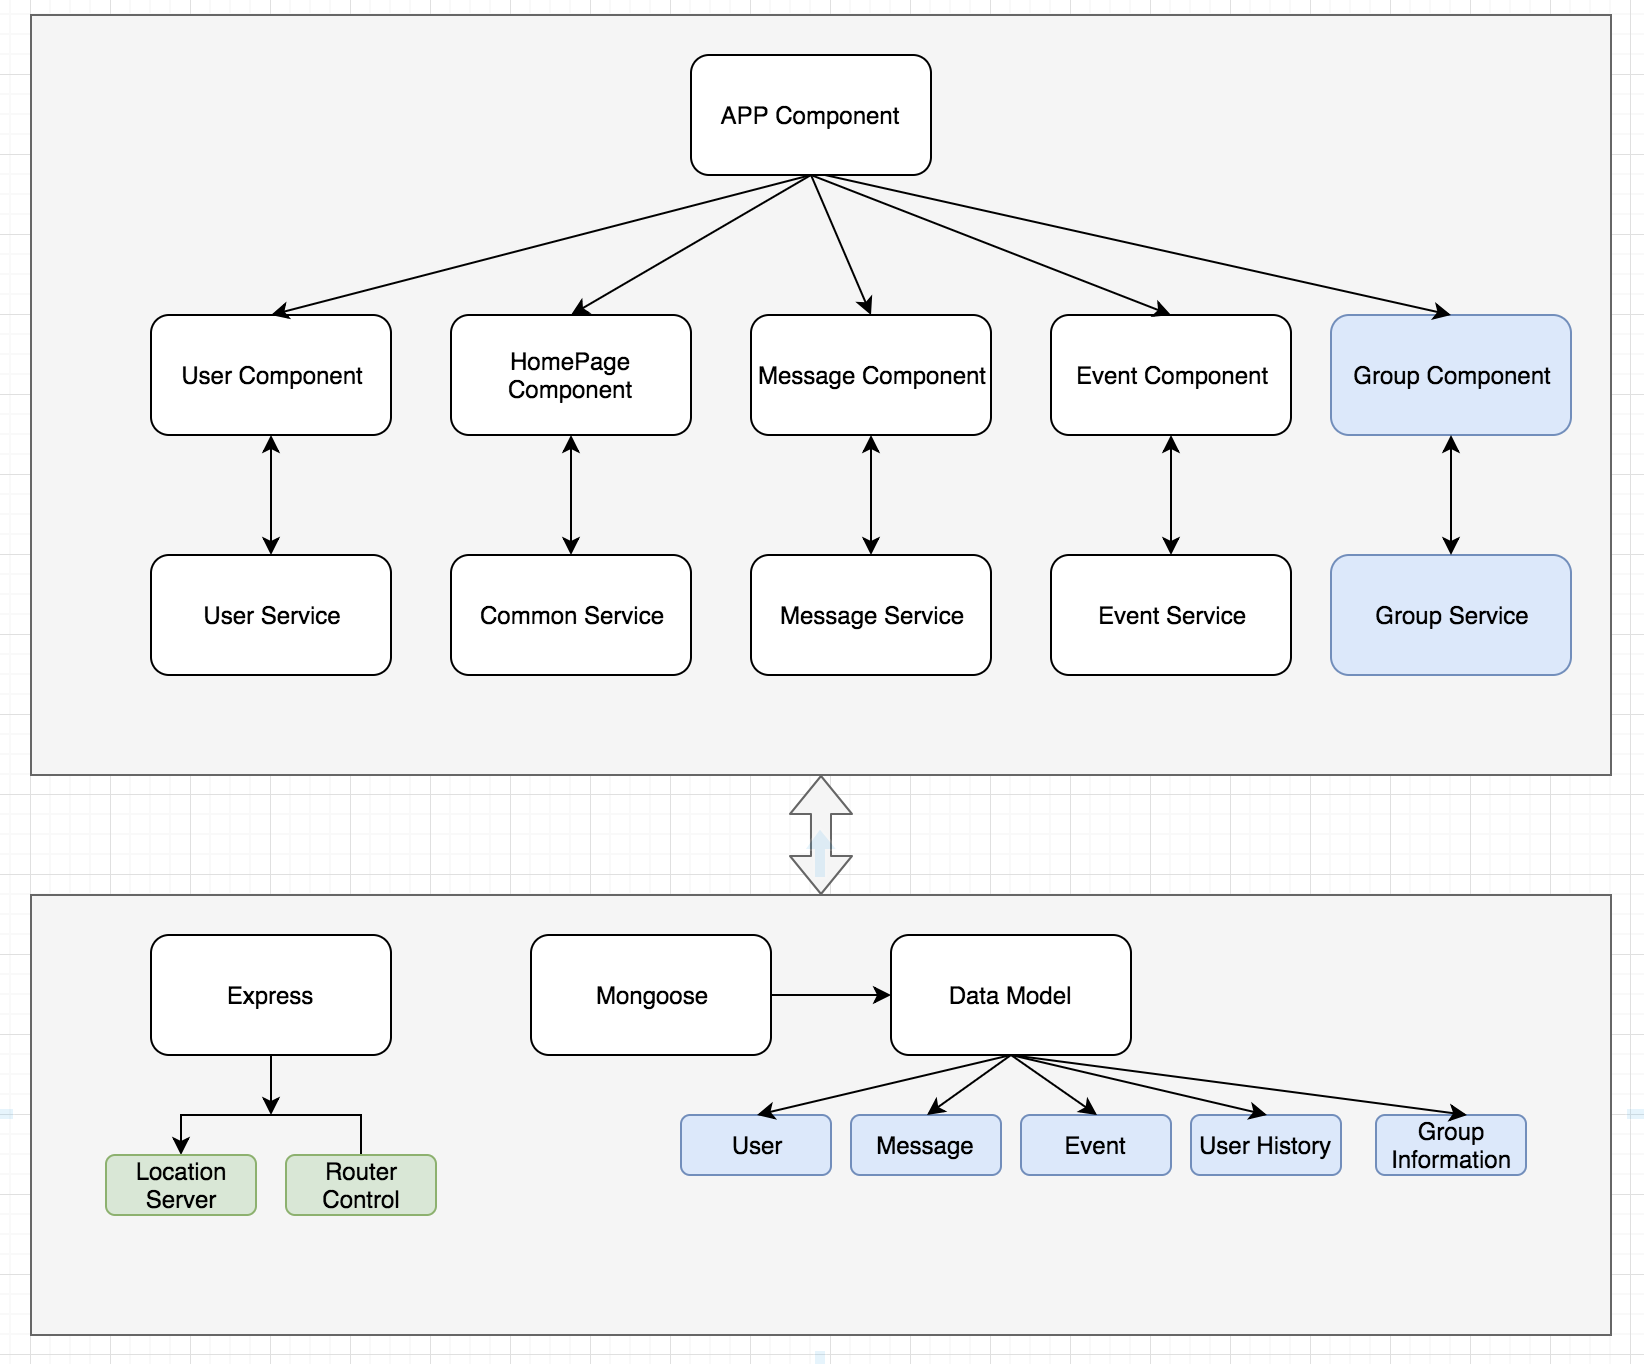 APP Component
User Component
HomePage
Component
Message Component
Event Component
Group Component
User Service
Common Service
Message Service
Event Service
Group Service
Express
Mongoose
Data Model
Location
Server
Router
Control
User
Message
Event
User History
Group
Information